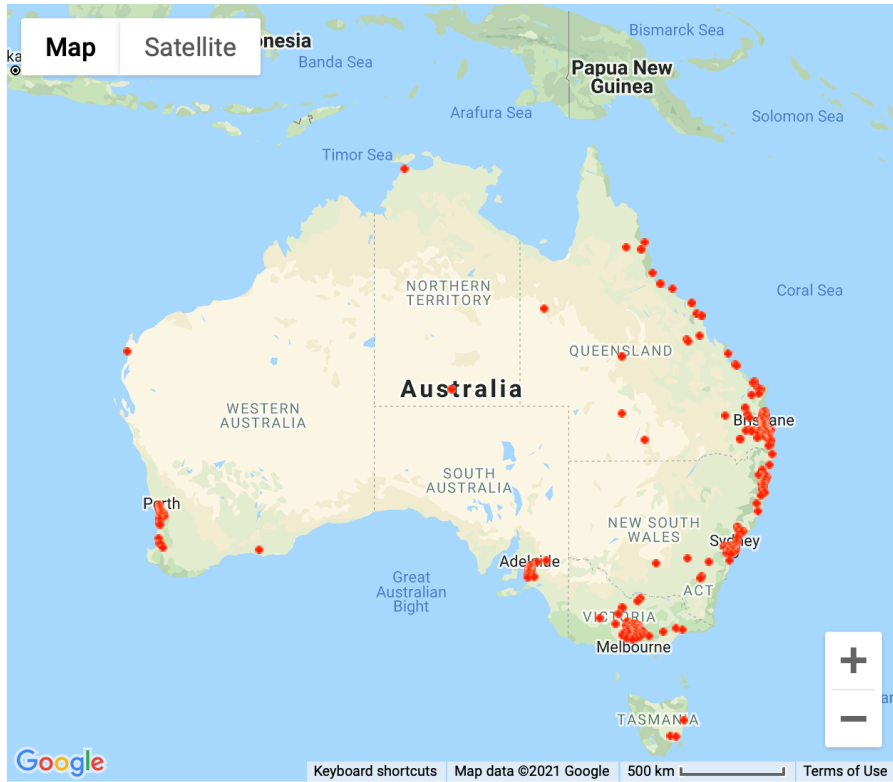 Map
Satellite
onesia
Bismarck Sea
ka
Banda Sea
Papua New
Guinea
Arafura Sea
Solomon Sea
Timor Sea
NORTHERN
TERRITORY
Coral Sea
QUEENSLAND
Australia
WESTERN
AUSTRALIA
Brisbane
SOUTH
AUSTRALIA
Perth
NEW SOUTH
WALES
Sydney
Adelaide
Great
Australian
Bight
ACT
VICTORIA
Melbourne
+
−
TASMANIA
Google
Keyboard shortcuts
Map data ©2021 Google
500 km
Terms of Use